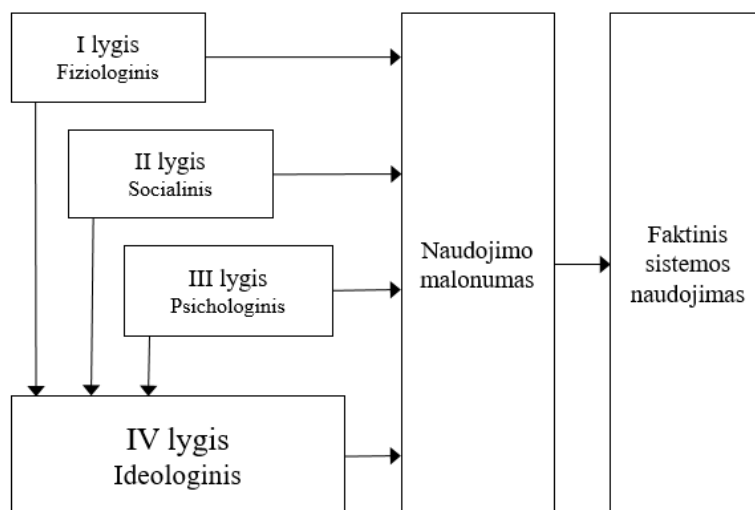 I lygis
Fiziologinis
II lygis
Socialinis
III lygis
Psichologinis
IV lygis
Ideologinis
Naudojimo
malonumas
Faktinis
sistemos
naudojimas